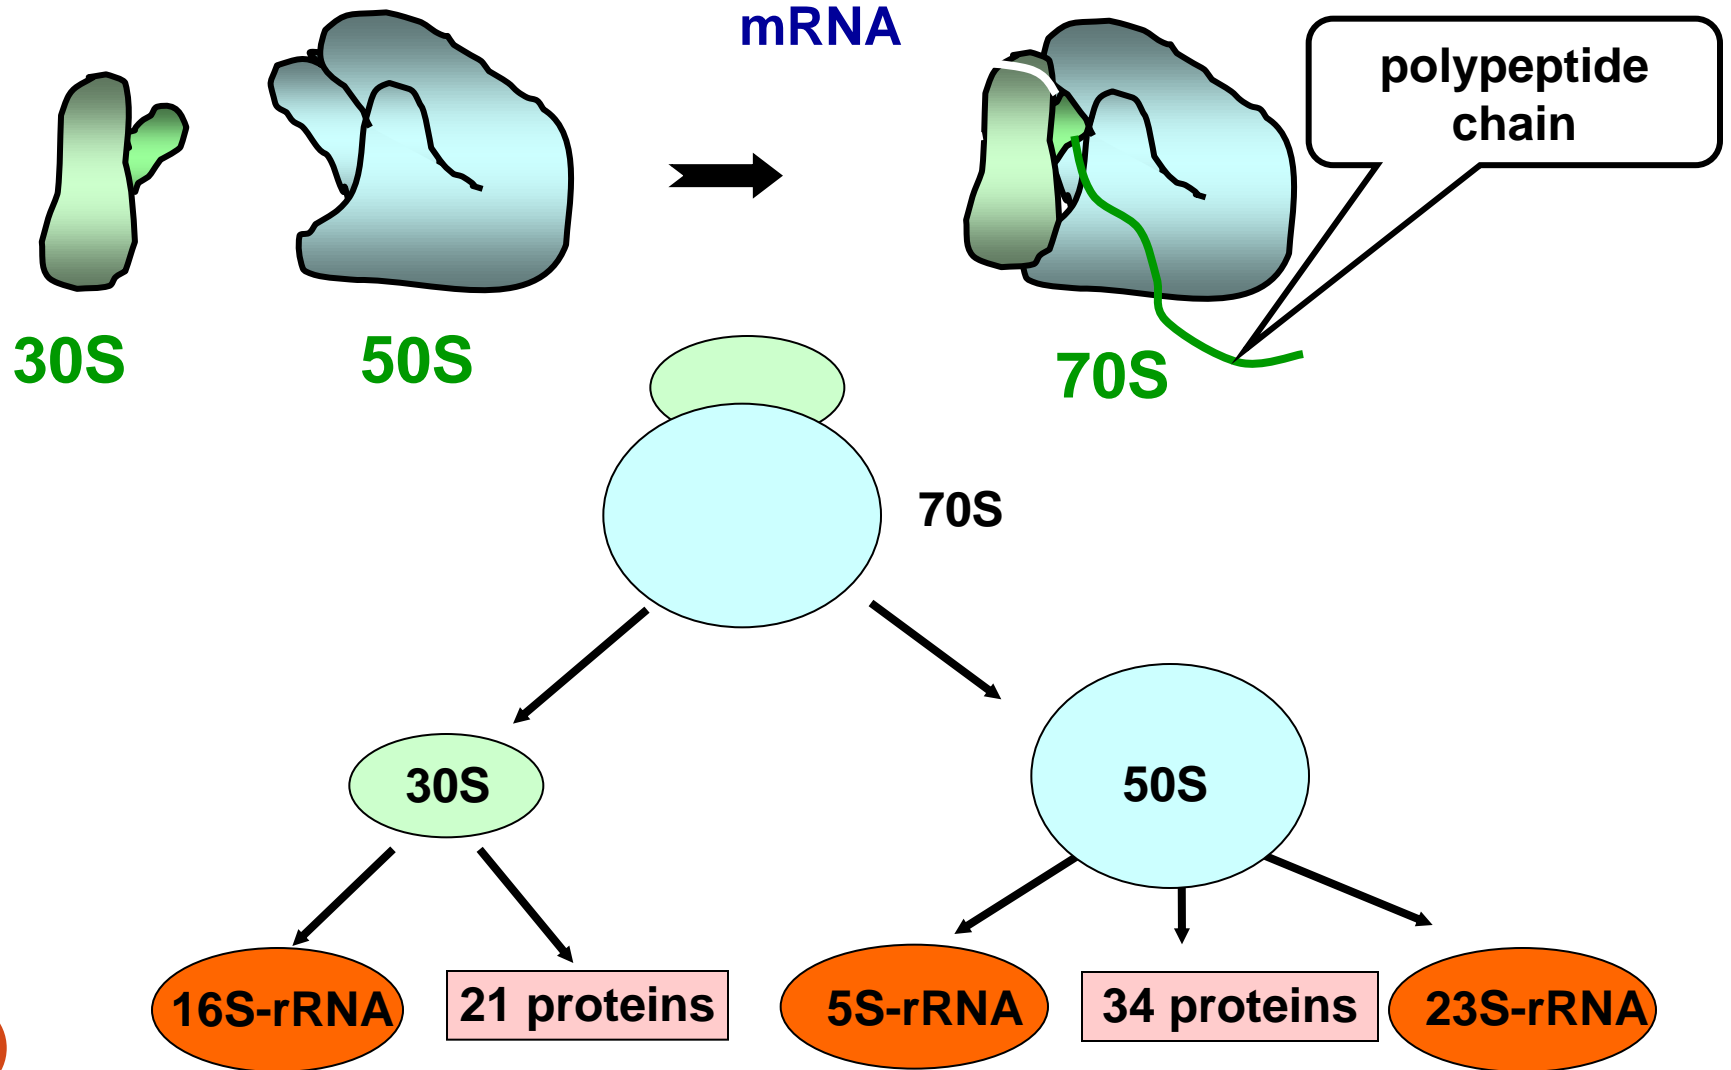 mRNA
polypeptide
chain
30S
50S
70S
70S
30S
50S
16S-rRNA
21 proteins
5S-rRNA
34 proteins
23S-rRNA